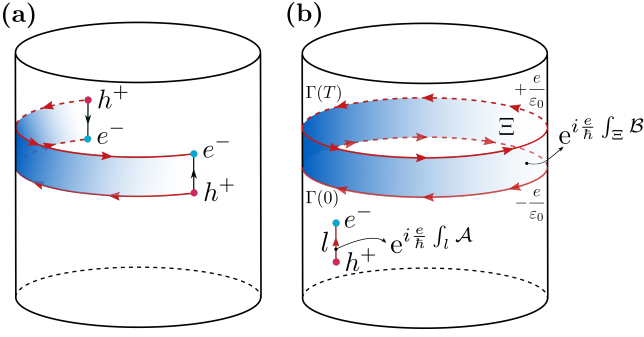 (a)
h⁺
e⁻
e⁻
h⁺
(b)
Γ(T)
+e/ε₀
Ξ
e^{i e/ħ ∫_Ξ ℬ}
Γ(0)
−e/ε₀
e⁻
l
e^{i e/ħ ∫_l 𝒜}
h⁺